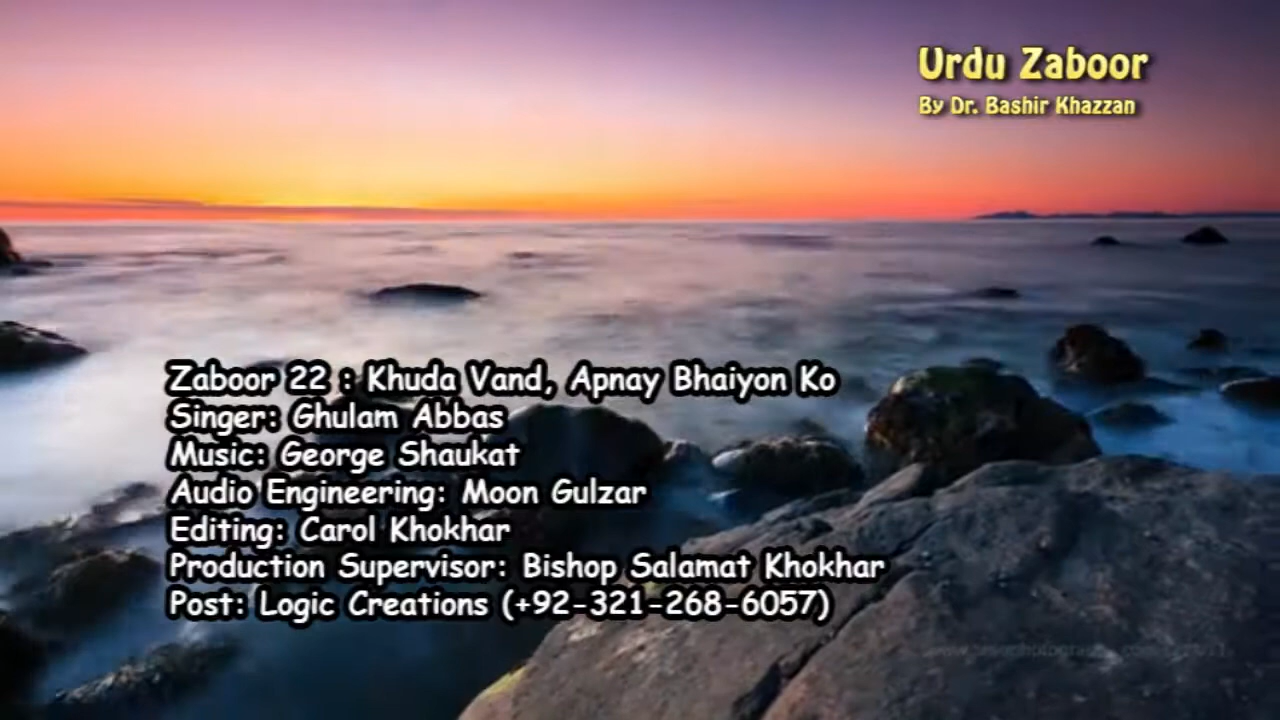 Urdu Zaboor
By Dr. Bashir Khazzan
Zaboor 22 : Khuda Vand, Apnay Bhaiyon Ko
Singer: Ghulam Abbas
Music: George Shaukat
Audio Engineering: Moon Gulzar
Editing: Carol Khokhar
Production Supervisor: Bishop Salamat Khokhar
Post: Logic Creations (+92-321-268-6057)